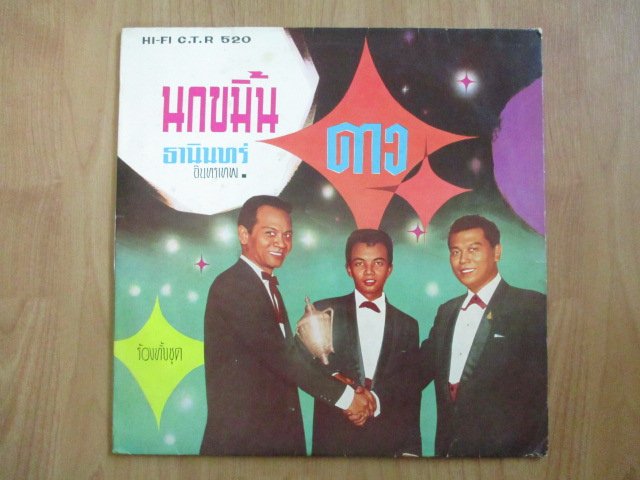 HI-FI C.T.R 520
นกขมิ้น
ธานินทร์
อินทรเทพ.
ดาว
ร้องทั้งชุด